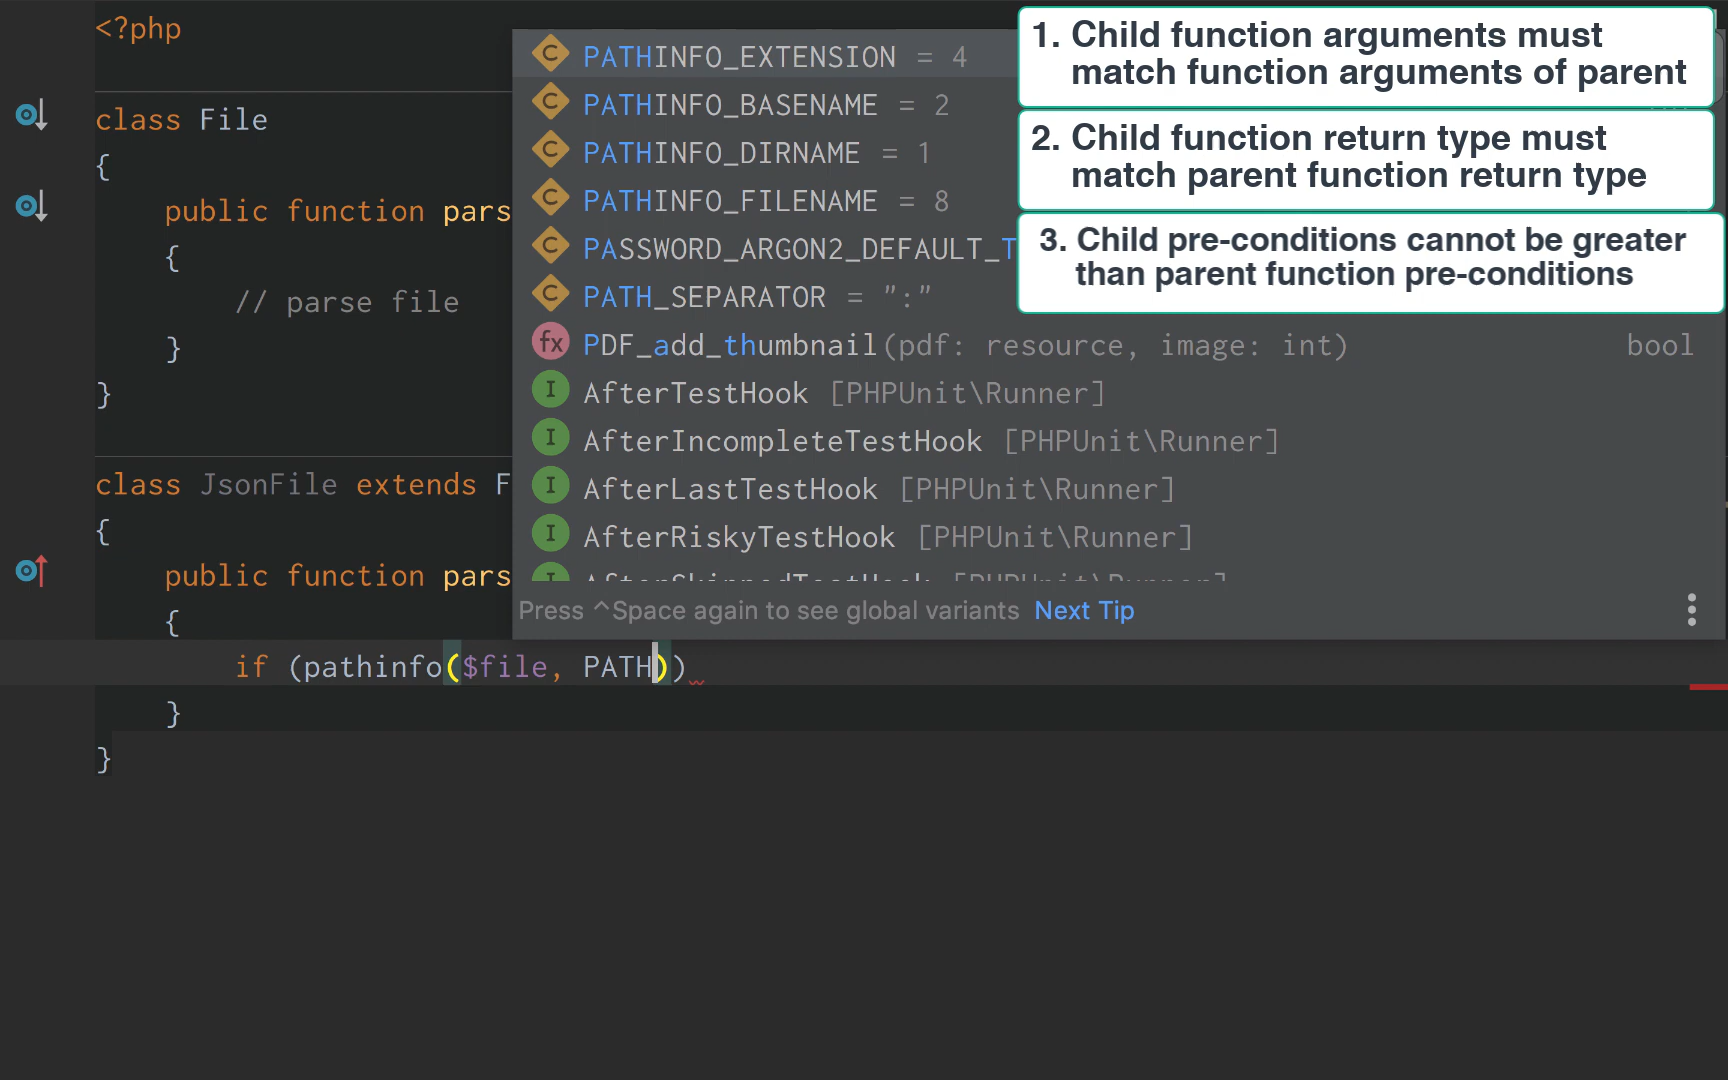 <?php
class File
{
public function pars
{
// parse file
}
}
class JsonFile extends F
{
public function pars
{
if (pathinfo($file, PATH))
}
}
PATHINFO_EXTENSION = 4
PATHINFO_BASENAME = 2
PATHINFO_DIRNAME = 1
PATHINFO_FILENAME = 8
PASSWORD_ARGON2_DEFAULT_T
PATH_SEPARATOR = ":"
PDF_add_thumbnail(pdf: resource, image: int) bool
AfterTestHook [PHPUnit\Runner]
AfterIncompleteTestHook [PHPUnit\Runner]
AfterLastTestHook [PHPUnit\Runner]
AfterRiskyTestHook [PHPUnit\Runner]
AfterSkippedTestHook [PHPUnit\Runner]
Press ^Space again to see global variants Next Tip
1. Child function arguments must
match function arguments of parent
2. Child function return type must
match parent function return type
3. Child pre-conditions cannot be greater
than parent function pre-conditions